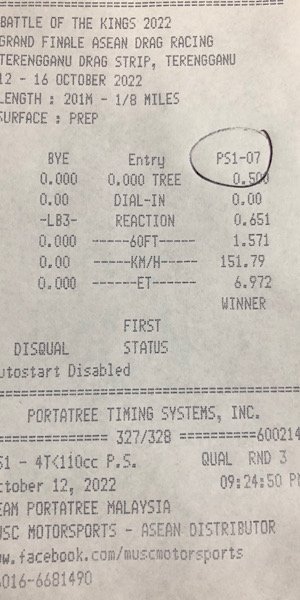 BATTLE OF THE KINGS 2022
GRAND FINALE ASEAN DRAG RACING
TERENGGANU DRAG STRIP, TERENGGANU
12 - 16 OCTOBER 2022
LENGTH : 201M - 1/8 MILES
SURFACE : PREP
BYE Entry PS1-07
0.000 0.000 TREE 0.500
0.00 DIAL-IN 0.00
-LB3- REACTION 0.651
0.000 ------60FT------ 1.571
0.00 ------KM/H------ 151.79
0.000 ------ET------ 6.972
WINNER
FIRST
DISQUAL STATUS
utostart Disabled
PORTATREE TIMING SYSTEMS, INC.
============= 327/328 ==========600214
S1 - 4T<110cc P.S. QUAL RND 3
ctober 12, 2022 09:24:50 P
EAM PORTATREE MALAYSIA
USC MOTORSPORTS - ASEAN DISTRIBUTOR
ww.facebook.com/muscmotorsports
6016-6681490